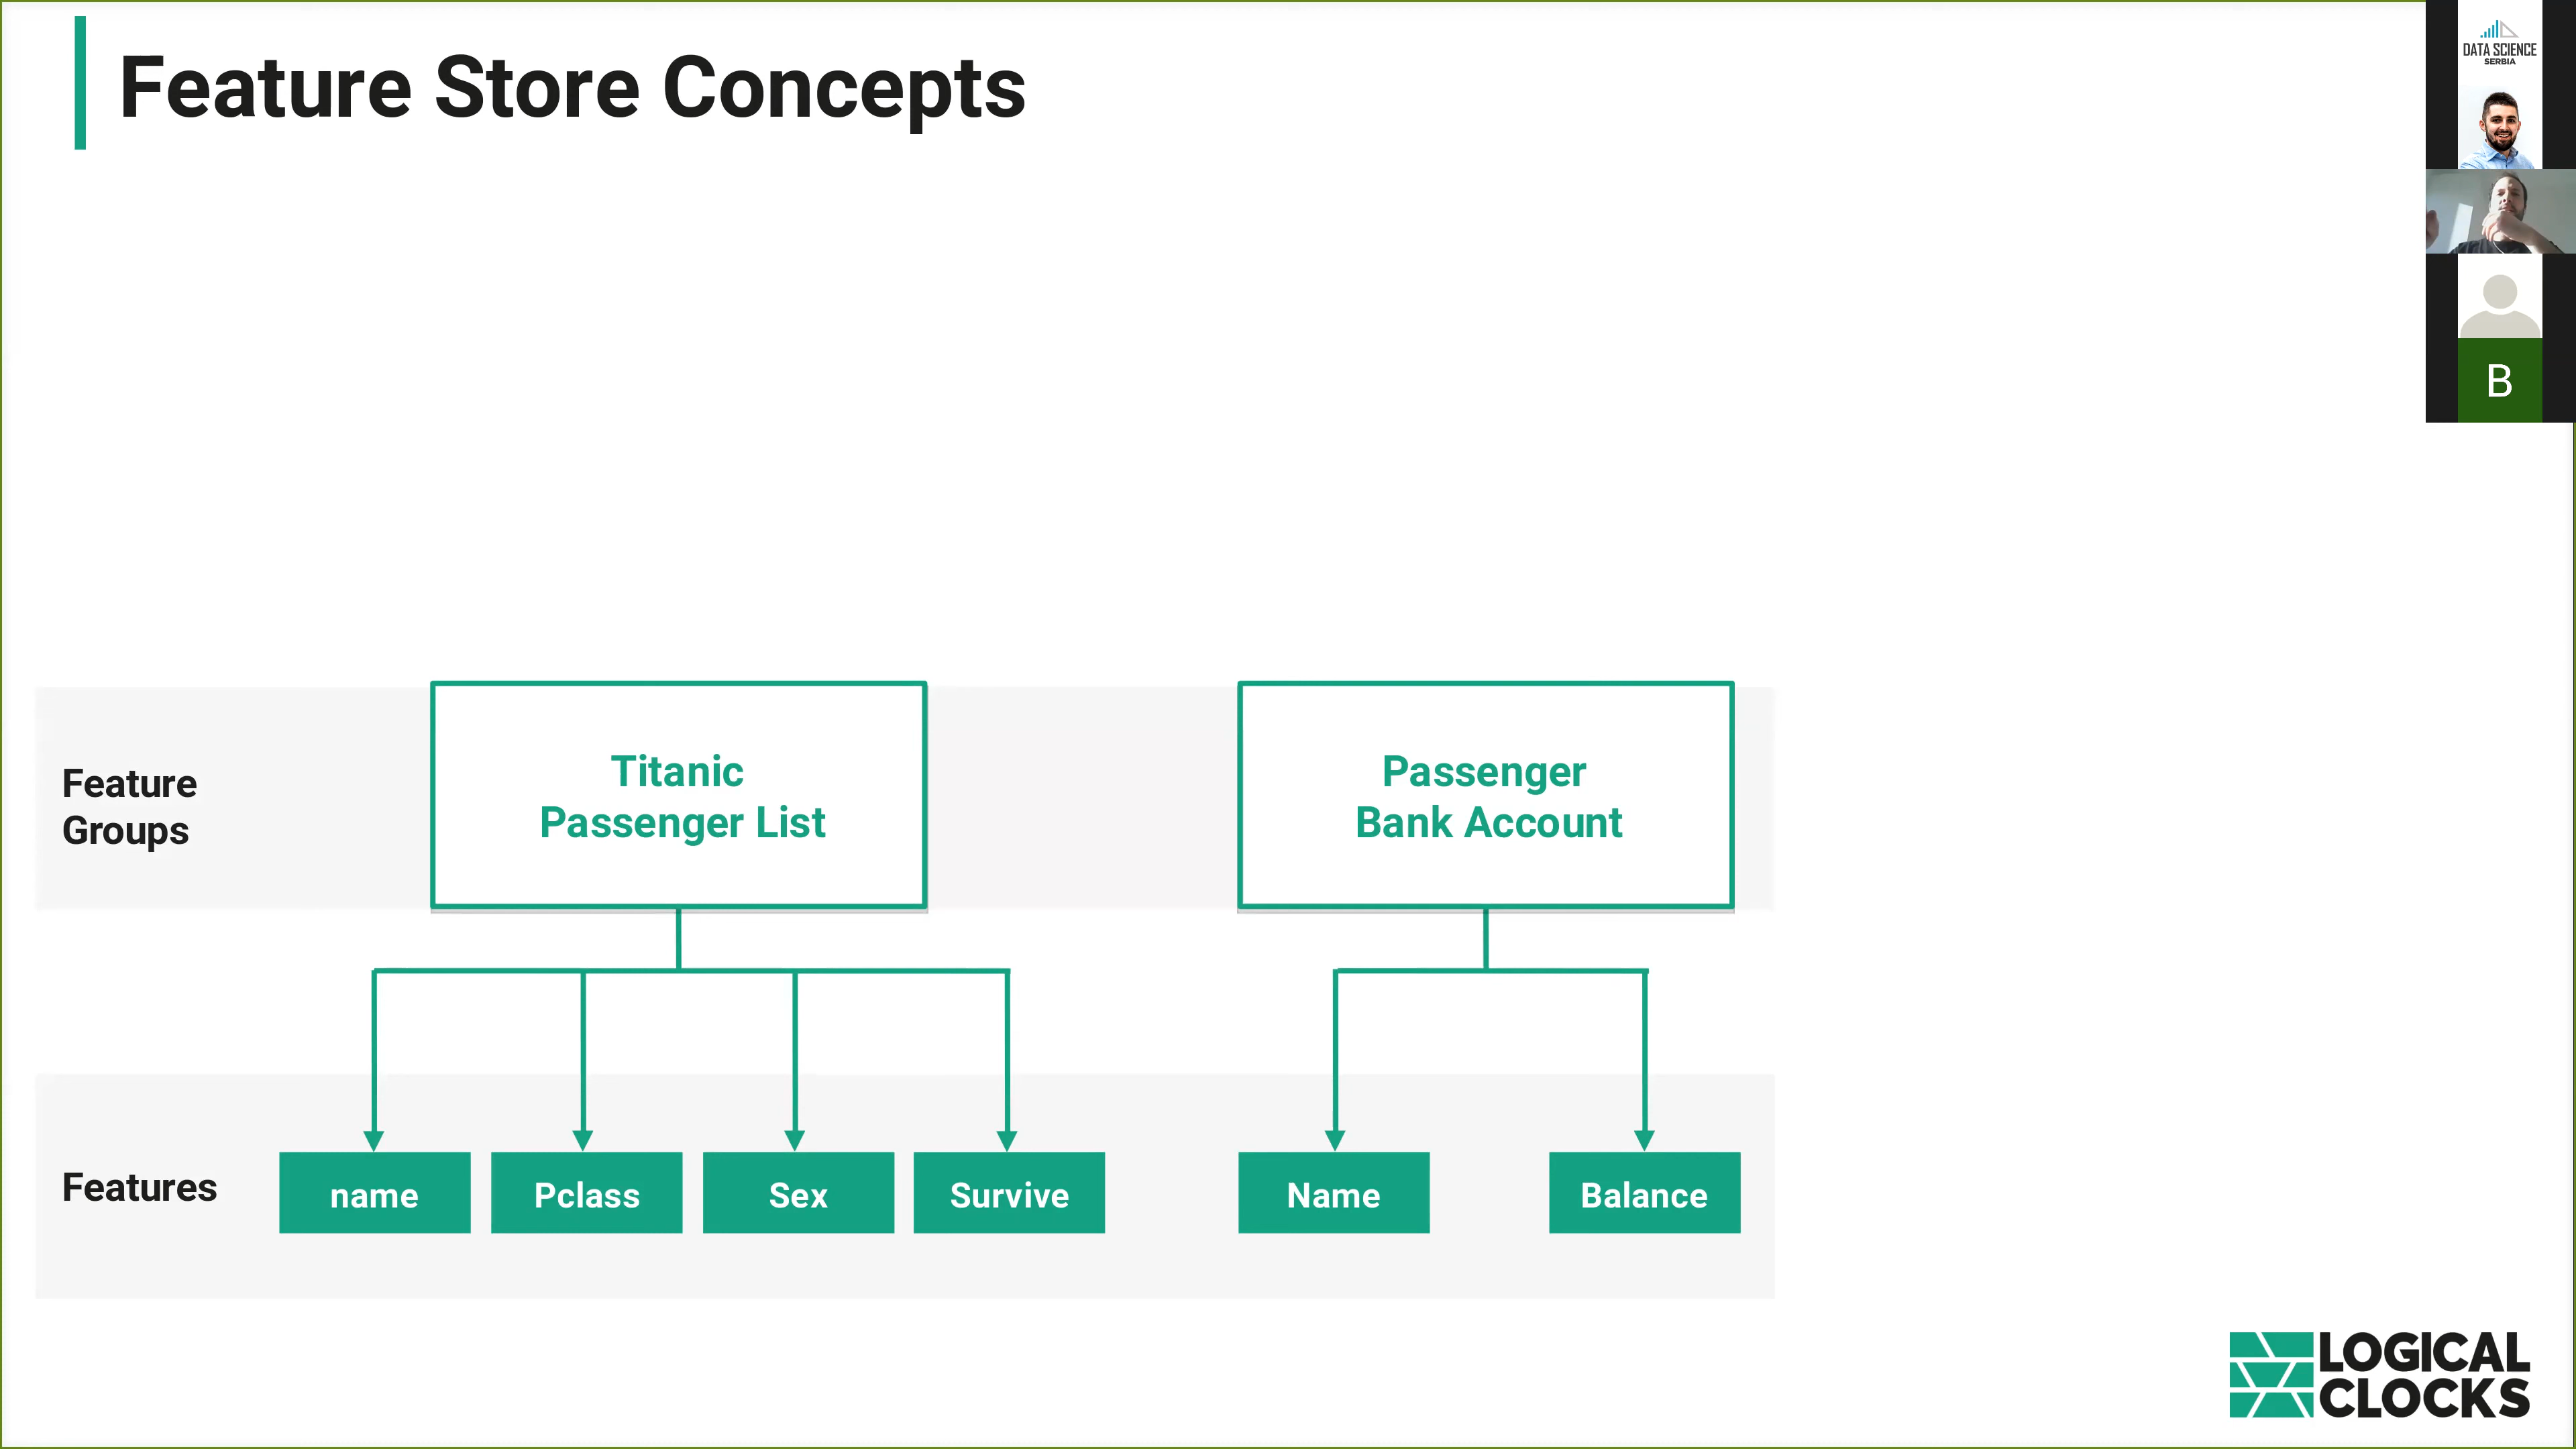 Feature Store Concepts
DATA SCIENCE
SERBIA
B
Feature
Groups
Titanic
Passenger List
Passenger
Bank Account
Features
name
Pclass
Sex
Survive
Name
Balance
LOGICAL
CLOCKS